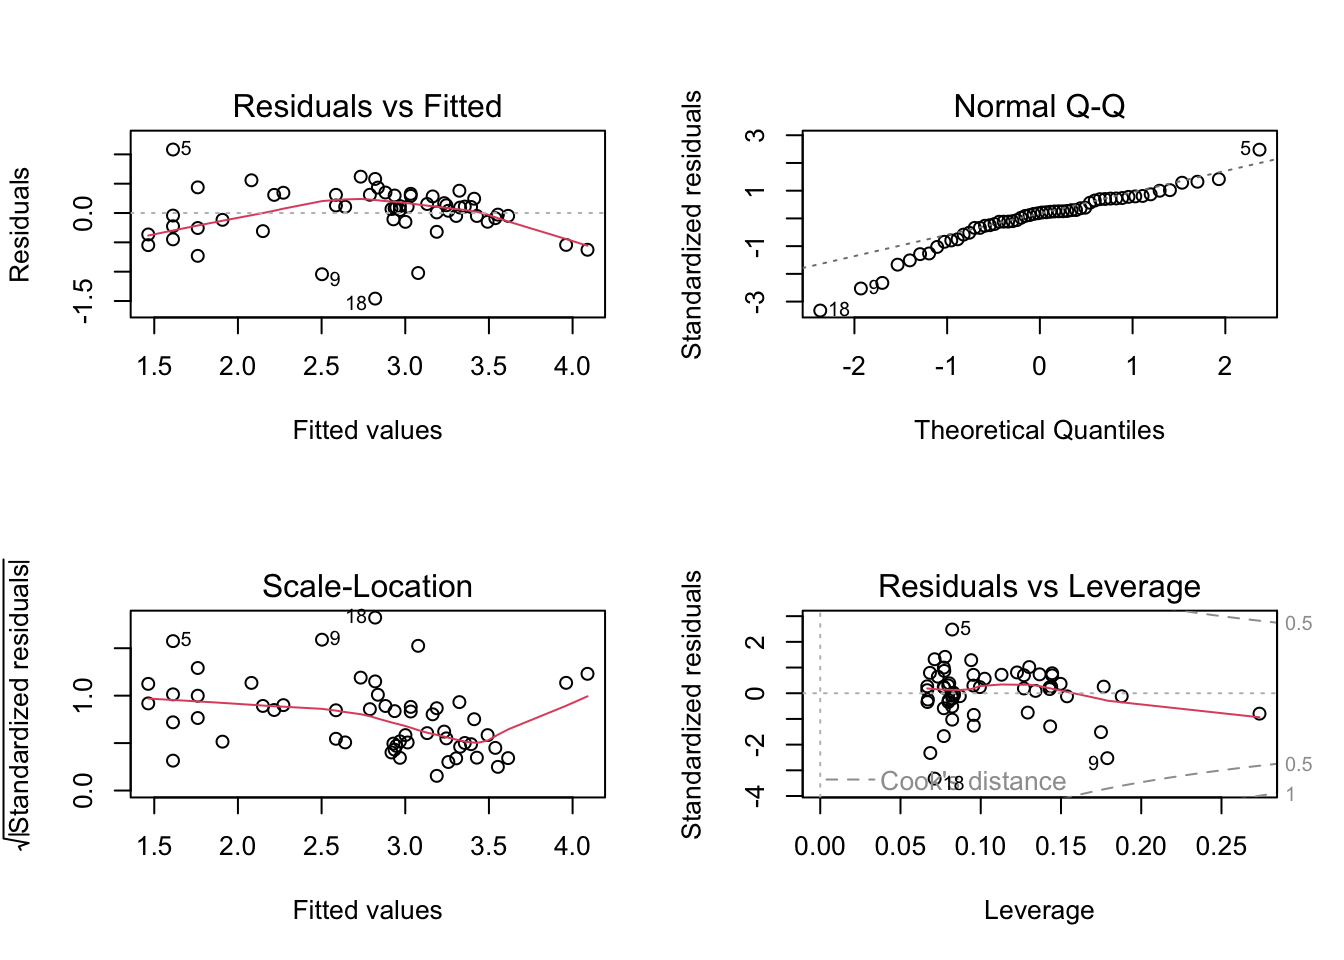 Residuals vs Fitted
Residuals
0.0
-1.5
5
9
18
1.5 2.0 2.5 3.0 3.5 4.0
Fitted values
Normal Q-Q
Standardized residuals
3
1
-1
-3
5
9
18
-2 -1 0 1 2
Theoretical Quantiles
Scale-Location
√|Standardized residuals|
1.0
0.0
18
5
9
1.5 2.0 2.5 3.0 3.5 4.0
Fitted values
Residuals vs Leverage
Standardized residuals
2
0
-2
-4
5
9
18
Cook's distance
0.5
0.5
1
0.00 0.05 0.10 0.15 0.20 0.25
Leverage